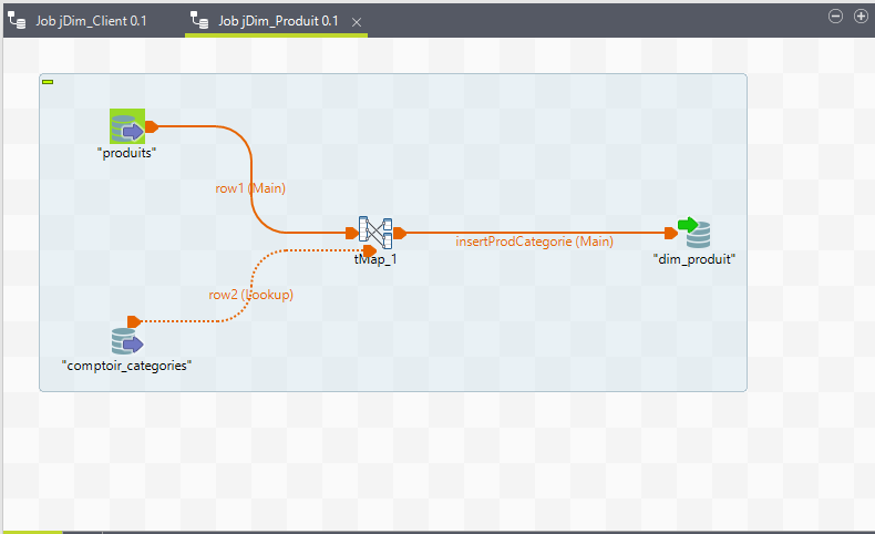 Job jDim_Client 0.1
Job jDim_Produit 0.1
"produits"
row1 (Main)
tMap_1
insertProdCategorie (Main)
"dim_produit"
row2 (Lookup)
"comptoir_categories"